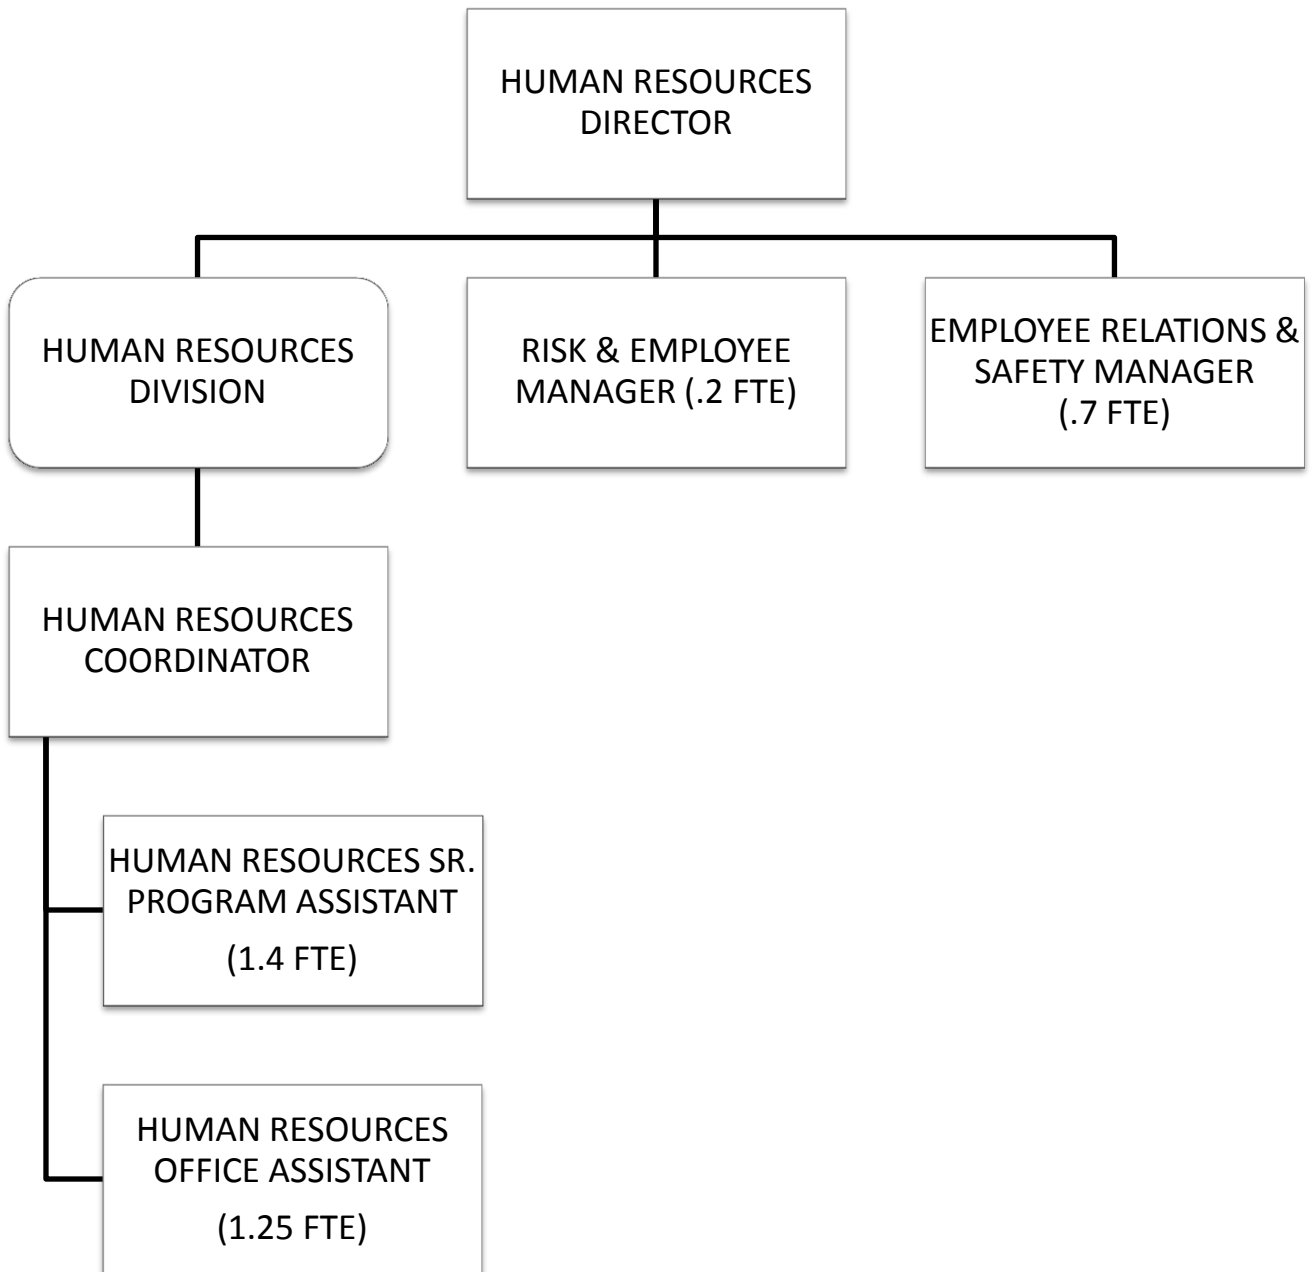 HUMAN RESOURCES
DIRECTOR
HUMAN RESOURCES
DIVISION
RISK & EMPLOYEE
MANAGER (.2 FTE)
EMPLOYEE RELATIONS &
SAFETY MANAGER
(.7 FTE)
HUMAN RESOURCES
COORDINATOR
HUMAN RESOURCES SR.
PROGRAM ASSISTANT
(1.4 FTE)
HUMAN RESOURCES
OFFICE ASSISTANT
(1.25 FTE)